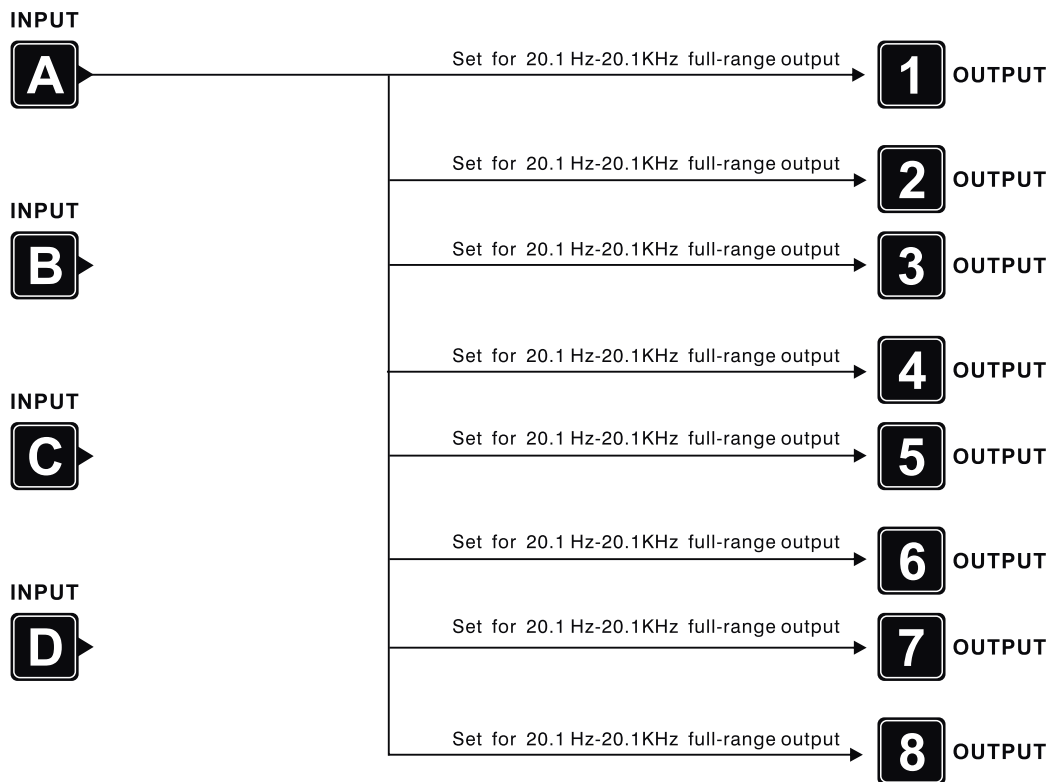 INPUT
A
Set for 20.1 Hz-20.1KHz full-range output
1 OUTPUT
Set for 20.1 Hz-20.1KHz full-range output
2 OUTPUT
INPUT
B
Set for 20.1 Hz-20.1KHz full-range output
3 OUTPUT
Set for 20.1 Hz-20.1KHz full-range output
4 OUTPUT
INPUT
C
Set for 20.1 Hz-20.1KHz full-range output
5 OUTPUT
Set for 20.1 Hz-20.1KHz full-range output
6 OUTPUT
INPUT
D
Set for 20.1 Hz-20.1KHz full-range output
7 OUTPUT
Set for 20.1 Hz-20.1KHz full-range output
8 OUTPUT